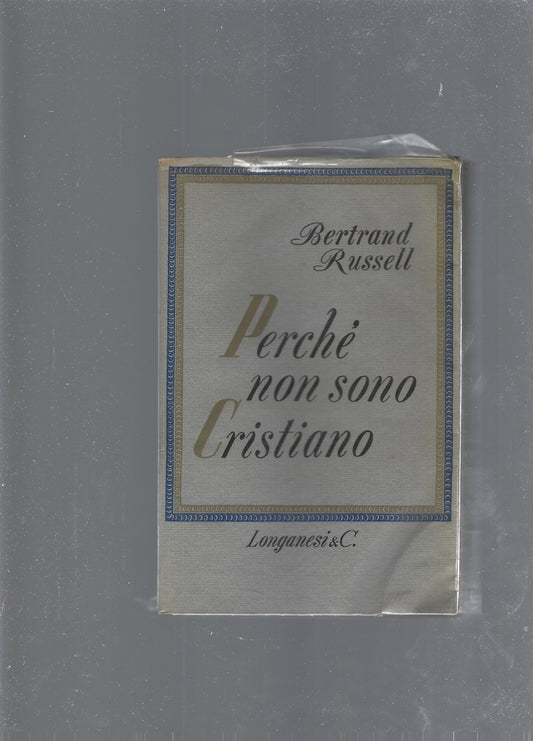 Bertrand
Russell
Perché
non sono
Cristiano
Longanesi & C.